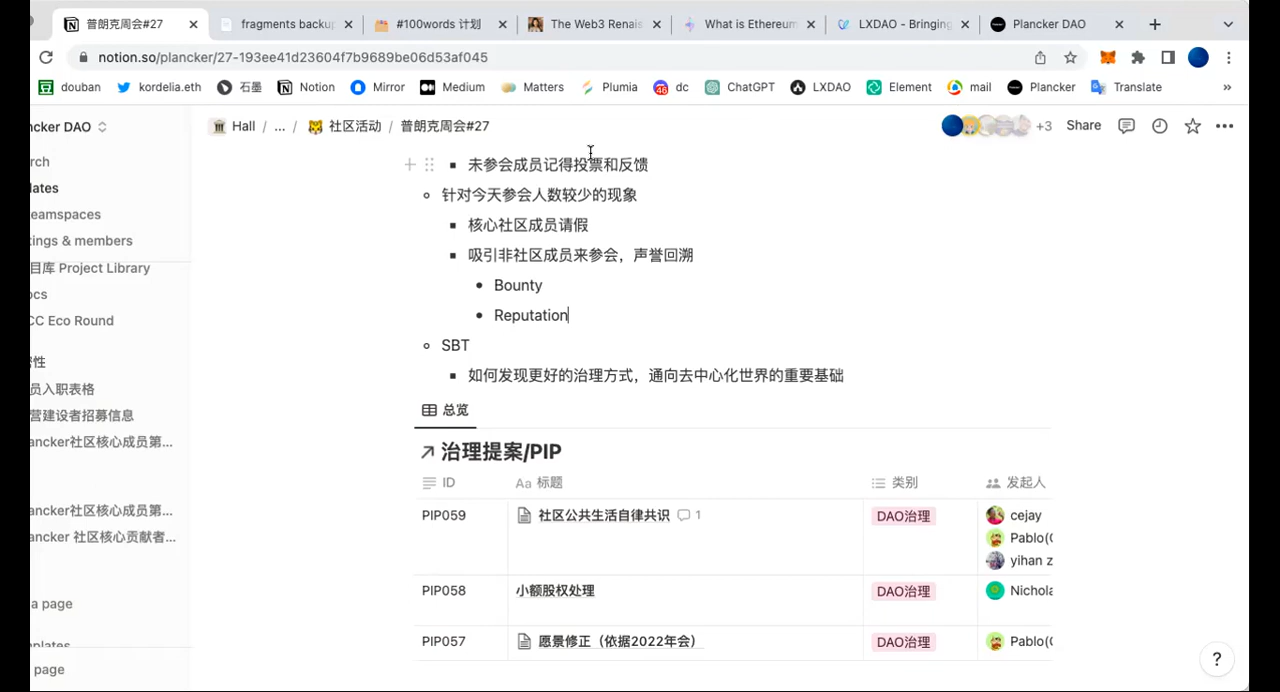 普朗克周会#27
fragments backup
#100words 计划
The Web3 Renais
What is Ethereum
LXDAO - Bringing
Plancker DAO
notion.so/plancker/27-193ee41d23604f7b9689be06d53af045
douban
kordelia.eth
石墨
Notion
Mirror
Medium
Matters
Plumia
46
dc
ChatGPT
LXDAO
Element
mail
Plancker
Translate
»
ncker DAO
Hall / ... / 社区活动 / 普朗克周会#27
+3
Share
rch
lates
eamspaces
tings & members
目库 Project Library
ocs
CC Eco Round
密性
员入职表格
营建设者招募信息
ancker社区核心成员第...
ancker社区核心成员第...
ancker 社区核心贡献者...
a page
mplates
page
未参会成员记得投票和反馈
针对今天参会人数较少的现象
核心社区成员请假
吸引非社区成员来参会，声誉回溯
Bounty
Reputation
SBT
如何发现更好的治理方式，通向去中心化世界的重要基础
总览
治理提案/PIP
ID
Aa 标题
类别
发起人
PIP059
社区公共生活自律共识
1
DAO治理
cejay
Pablo(
yihan z
PIP058
小额股权处理
DAO治理
Nichola
PIP057
愿景修正（依据2022年会）
DAO治理
Pablo(
?